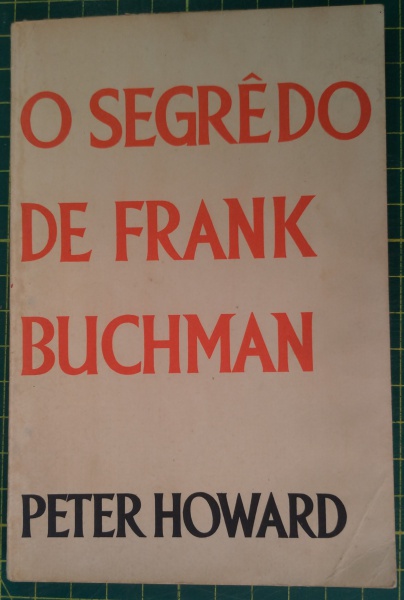 O SEGRÊDO
DE FRANK
BUCHMAN
PETER HOWARD